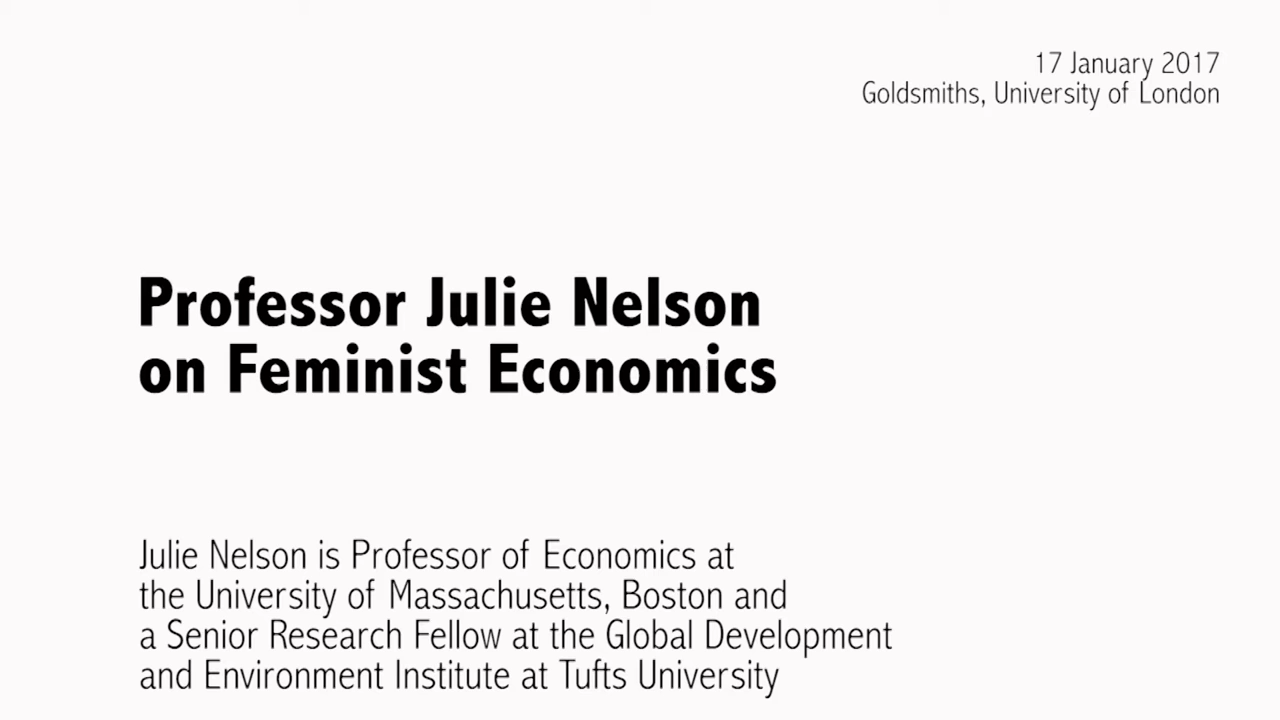 17 January 2017
Goldsmiths, University of London
Professor Julie Nelson
on Feminist Economics
Julie Nelson is Professor of Economics at
the University of Massachusetts, Boston and
a Senior Research Fellow at the Global Development
and Environment Institute at Tufts University